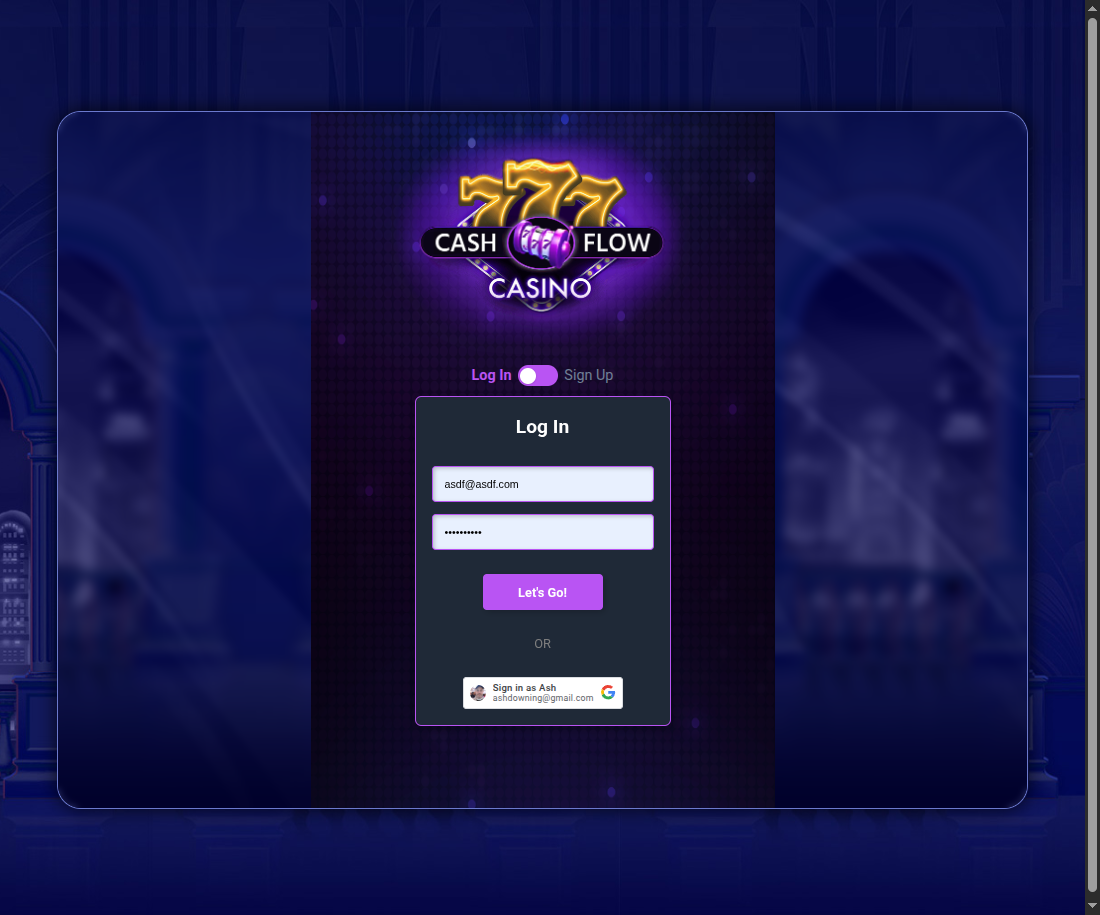 777
CASH FLOW
CASINO
Log In Sign Up
Log In
asdf@asdf.com
••••••••••
Let's Go!
OR
Sign in as Ash
ashdowning@gmail.com